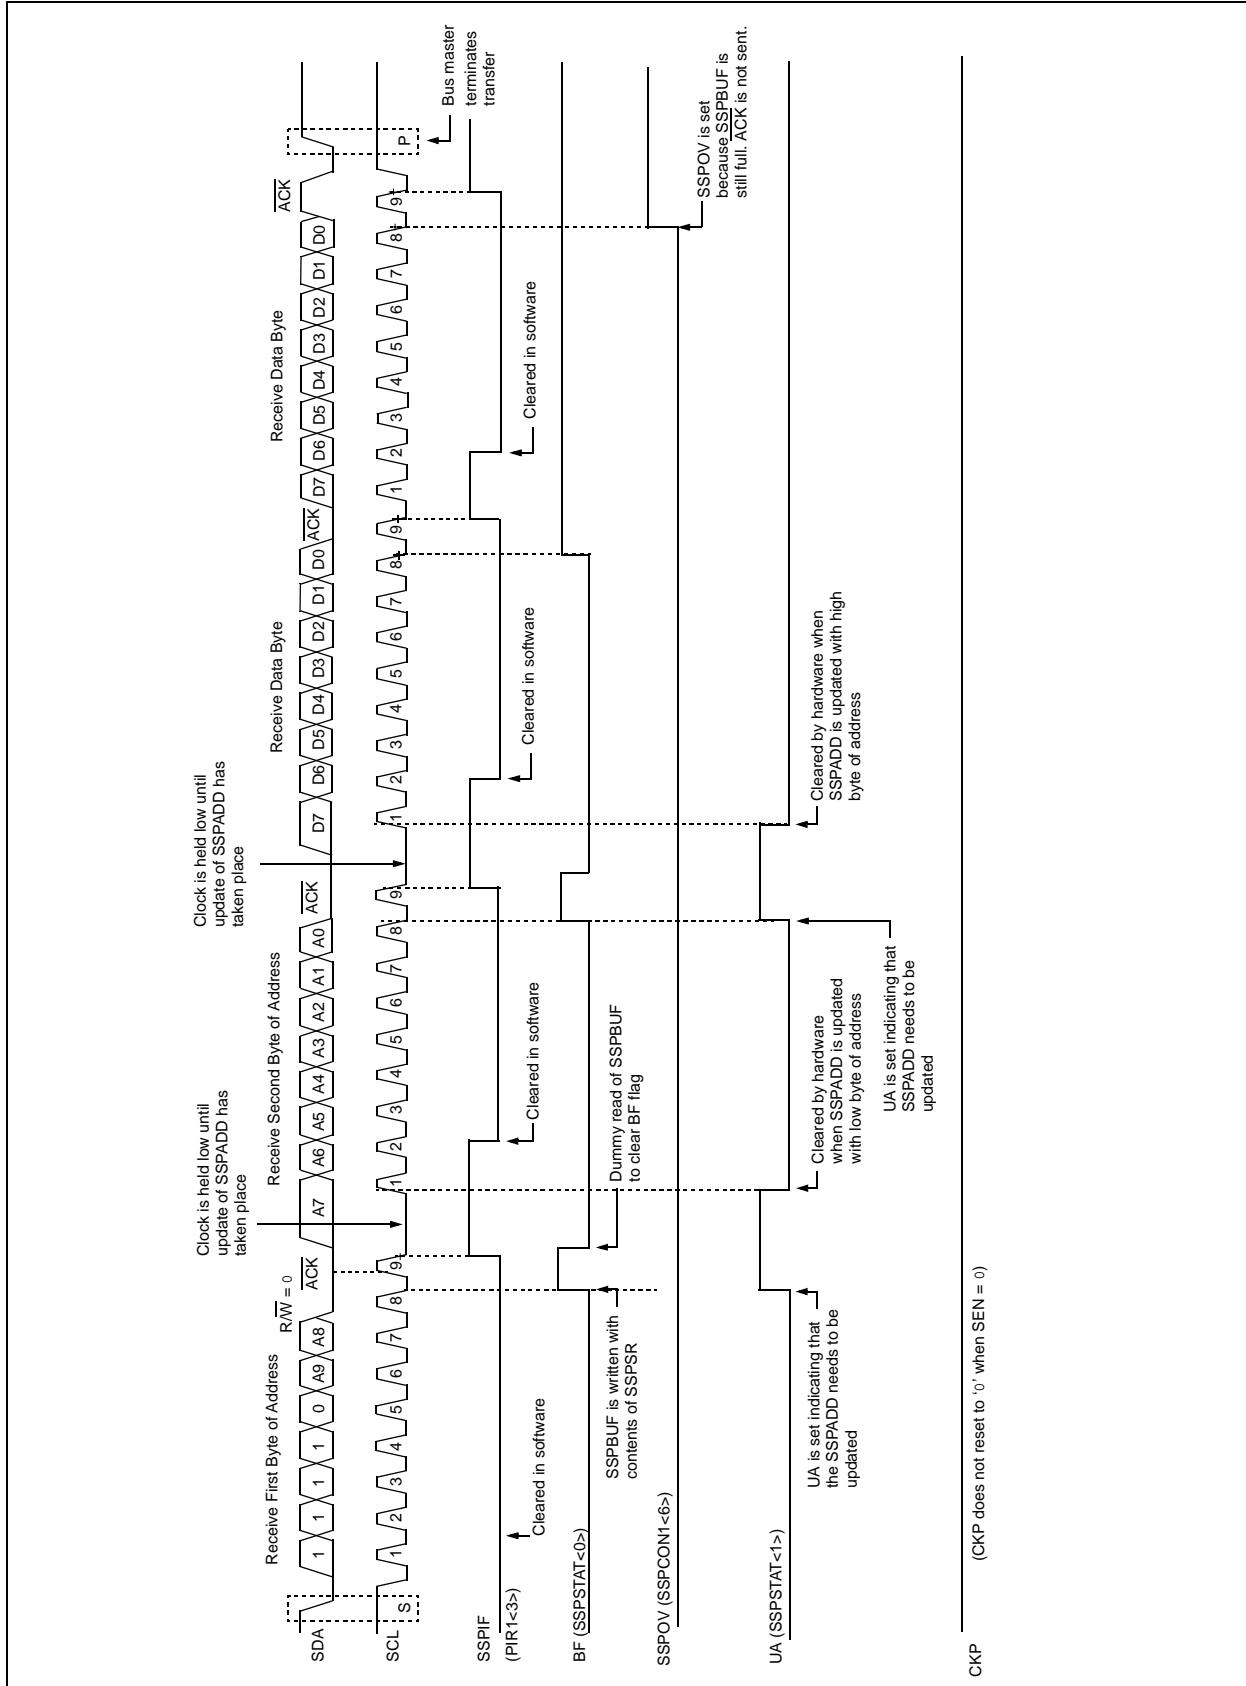 Clock is held low until
update of SSPADD has
taken place
Clock is held low until
update of SSPADD has
taken place
Receive First Byte of Address
R/W = 0
ACK
Receive Second Byte of Address
ACK
Receive Data Byte
ACK
Receive Data Byte
ACK
SDA
1 1 1 1 0 A9 A8
A7 A6 A5 A4 A3 A2 A1 A0
D7 D6 D5 D4 D3 D2 D1 D0
D7 D6 D5 D4 D3 D2 D1 D0
SCL
S
1 2 3 4 5 6 7 8 9
1 2 3 4 5 6 7 8 9
1 2 3 4 5 6 7 8 9
1 2 3 4 5 6 7 8 9
P
Bus master
terminates
transfer
SSPIF
(PIR1<3>)
Cleared in software
Cleared in software
Cleared in software
Cleared in software
BF (SSPSTAT<0>)
SSPBUF is written with
contents of SSPSR
Dummy read of SSPBUF
to clear BF flag
SSPOV (SSPCON1<6>)
SSPOV is set
because SSPBUF is
still full. ACK is not sent.
UA (SSPSTAT<1>)
UA is set indicating that
the SSPADD needs to be
updated
Cleared by hardware
when SSPADD is updated
with low byte of address
UA is set indicating that
SSPADD needs to be
updated
Cleared by hardware when
SSPADD is updated with high
byte of address
CKP
(CKP does not reset to ‘0’ when SEN = 0)